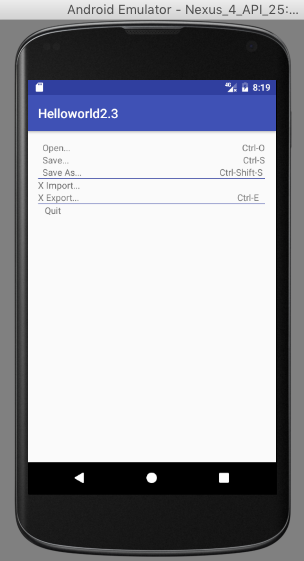 Android Emulator - Nexus_4_API_25:...
4G 8:19
Helloworld2.3
Open... Ctrl-O
Save... Ctrl-S
Save As... Ctrl-Shift-S
X Import...
X Export... Ctrl-E
Quit